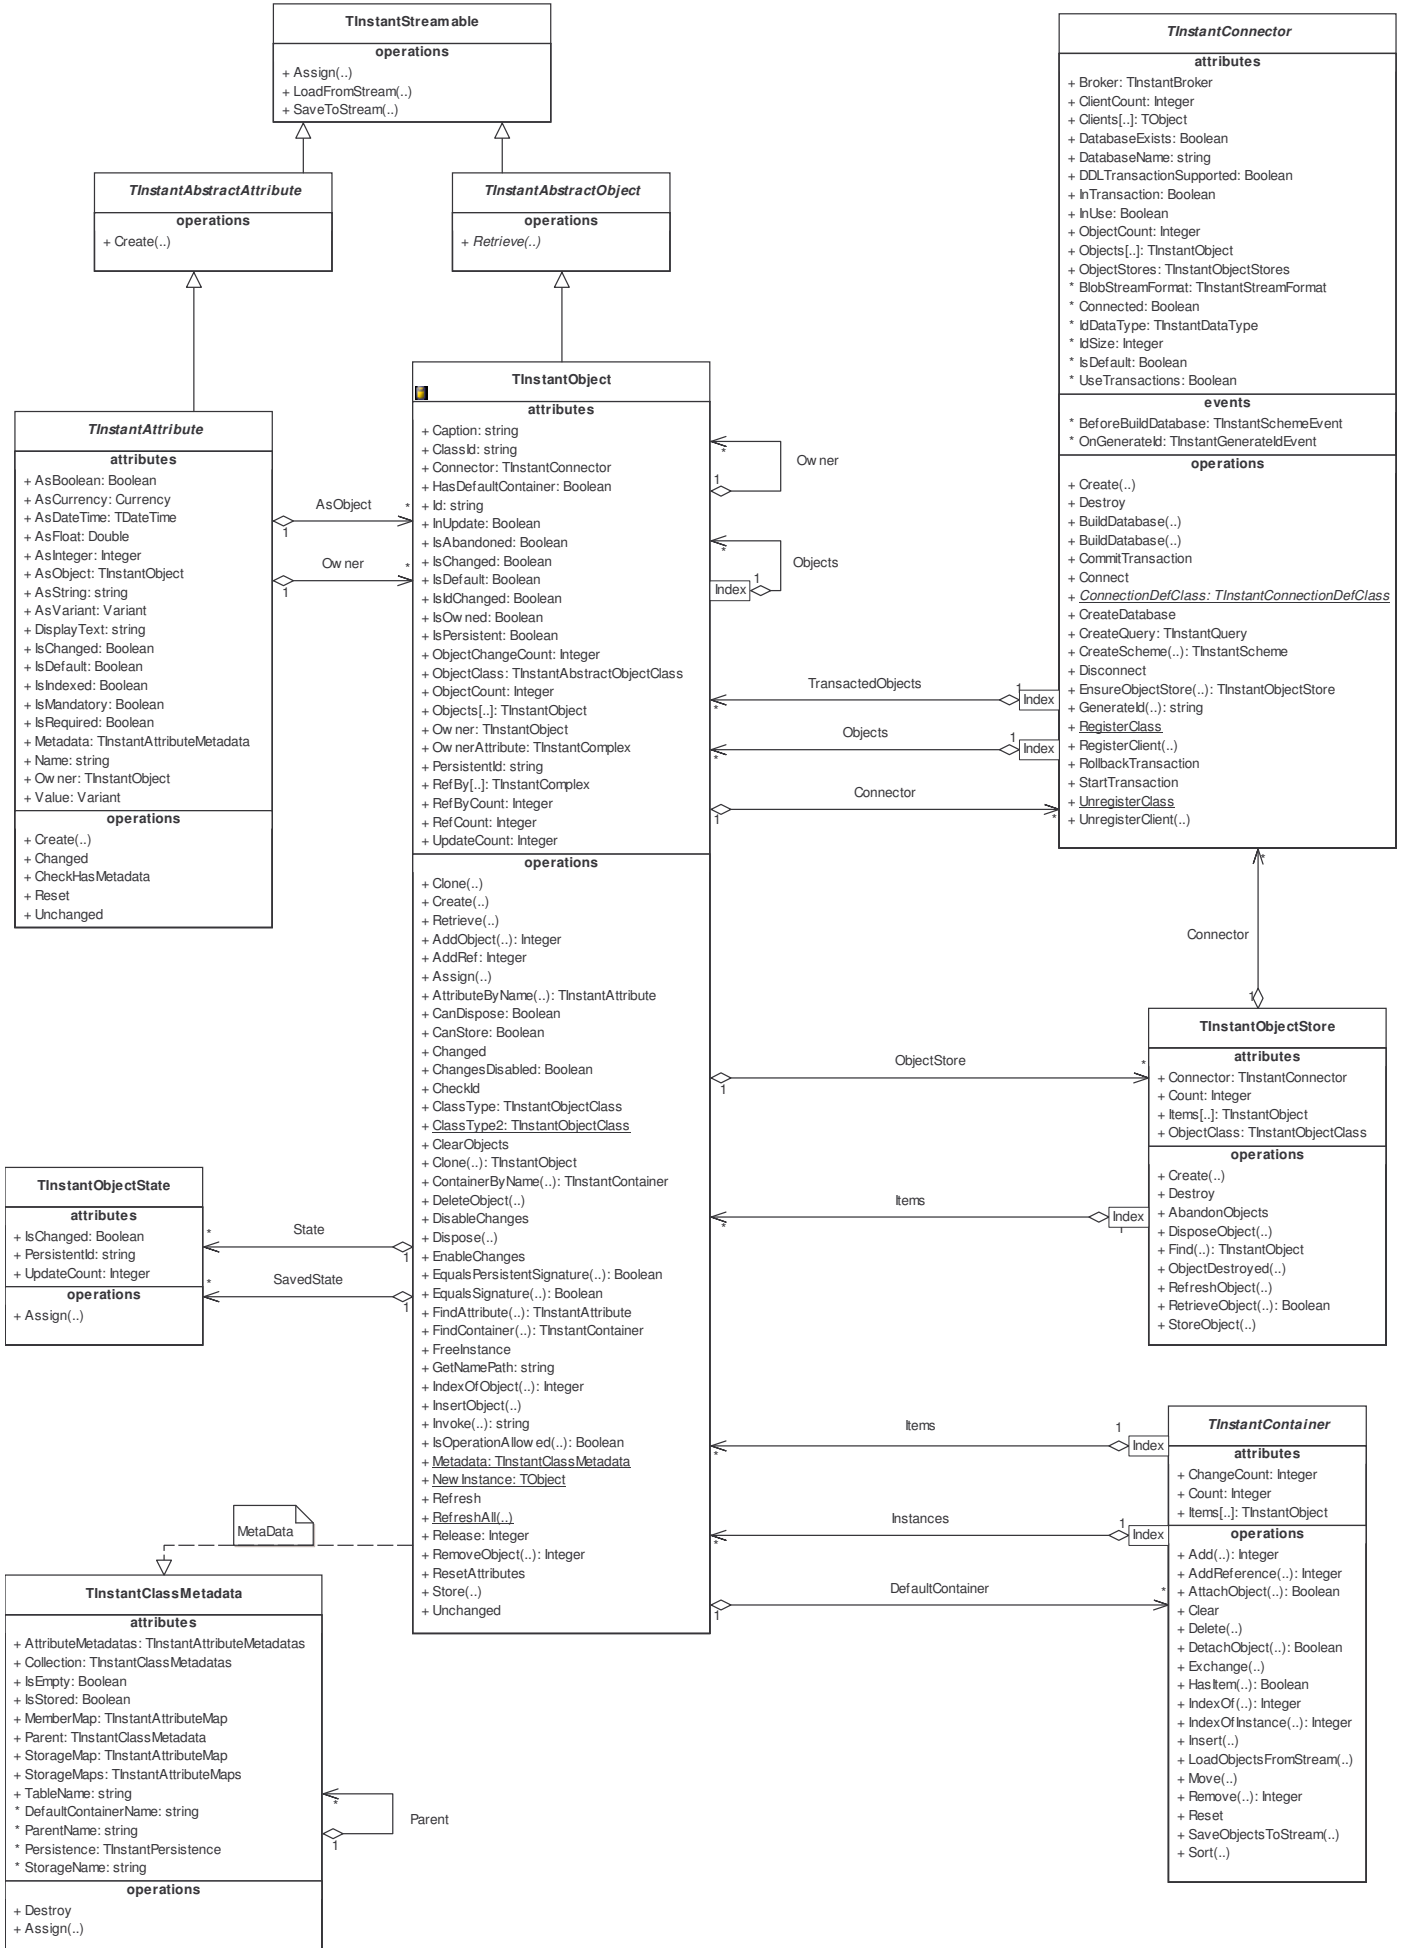 TInstantStreamable
operations
+ Assign(..)
+ LoadFromStream(..)
+ SaveToStream(..)
TInstantAbstractAttribute
operations
+ Create(..)
TInstantAbstractObject
operations
+ Retrieve(..)
TInstantConnector
attributes
+ Broker: TInstantBroker
+ ClientCount: Integer
+ Clients[..]: TObject
+ DatabaseExists: Boolean
+ DatabaseName: string
+ DDLTransactionSupported: Boolean
+ InTransaction: Boolean
+ InUse: Boolean
+ ObjectCount: Integer
+ Objects[..]: TInstantObject
+ ObjectStores: TInstantObjectStores
* BlobStreamFormat: TInstantStreamFormat
* Connected: Boolean
* IdDataType: TInstantDataType
* IdSize: Integer
* IsDefault: Boolean
* UseTransactions: Boolean
events
* BeforeBuildDatabase: TInstantSchemeEvent
* OnGenerateId: TInstantGenerateIdEvent
operations
+ Create(..)
+ Destroy
+ BuildDatabase(..)
+ BuildDatabase(..)
+ CommitTransaction
+ Connect
+ ConnectionDefClass: TInstantConnectionDefClass
+ CreateDatabase
+ CreateQuery: TInstantQuery
+ CreateScheme(..): TInstantScheme
+ Disconnect
+ EnsureObjectStore(..): TInstantObjectStore
+ GenerateId(..): string
+ RegisterClass
+ RegisterClient(..)
+ RollbackTransaction
+ StartTransaction
+ UnregisterClass
+ UnregisterClient(..)
TInstantAttribute
attributes
+ AsBoolean: Boolean
+ AsCurrency: Currency
+ AsDateTime: TDateTime
+ AsFloat: Double
+ AsInteger: Integer
+ AsObject: TInstantObject
+ AsString: string
+ AsVariant: Variant
+ DisplayText: string
+ IsChanged: Boolean
+ IsDefault: Boolean
+ IsIndexed: Boolean
+ IsMandatory: Boolean
+ IsRequired: Boolean
+ Metadata: TInstantAttributeMetadata
+ Name: string
+ Owner: TInstantObject
+ Value: Variant
operations
+ Create(..)
+ Changed
+ CheckHasMetadata
+ Reset
+ Unchanged
AsObject
*
1
Owner
*
1
TInstantObject
attributes
+ Caption: string
+ ClassId: string
+ Connector: TInstantConnector
+ HasDefaultContainer: Boolean
+ Id: string
+ InUpdate: Boolean
+ IsAbandoned: Boolean
+ IsChanged: Boolean
+ IsDefault: Boolean
+ IsIdChanged: Boolean
+ IsOwned: Boolean
+ IsPersistent: Boolean
+ ObjectChangeCount: Integer
+ ObjectClass: TInstantAbstractObjectClass
+ ObjectCount: Integer
+ Objects[..]: TInstantObject
+ Owner: TInstantObject
+ OwnerAttribute: TInstantComplex
+ PersistentId: string
+ RefBy[..]: TInstantComplex
+ RefByCount: Integer
+ RefCount: Integer
+ UpdateCount: Integer
operations
+ Clone(..)
+ Create(..)
+ Retrieve(..)
+ AddObject(..): Integer
+ AddRef: Integer
+ Assign(..)
+ AttributeByName(..): TInstantAttribute
+ CanDispose: Boolean
+ CanStore: Boolean
+ Changed
+ ChangesDisabled: Boolean
+ CheckId
+ ClassType: TInstantObjectClass
+ ClassType2: TInstantObjectClass
+ ClearObjects
+ Clone(..): TInstantObject
+ ContainerByName(..): TInstantContainer
+ DeleteObject(..)
+ DisableChanges
+ Dispose(..)
+ EnableChanges
+ EqualsPersistentSignature(..): Boolean
+ EqualsSignature(..): Boolean
+ FindAttribute(..): TInstantAttribute
+ FindContainer(..): TInstantContainer
+ FreeInstance
+ GetNamePath: string
+ IndexOfObject(..): Integer
+ InsertObject(..)
+ Invoke(..): string
+ IsOperationAllowed(..): Boolean
+ Metadata: TInstantClassMetadata
+ NewInstance: TObject
+ Refresh
+ RefreshAll(..)
+ Release: Integer
+ RemoveObject(..): Integer
+ ResetAttributes
+ Store(..)
+ Unchanged
*
Owner
1
*
Objects
1
Index
TransactedObjects
1
Index
*
Objects
1
Index
*
Connector
1
*
*
Connector
1
ObjectStore
*
1
TInstantObjectStore
attributes
+ Connector: TInstantConnector
+ Count: Integer
+ Items[..]: TInstantObject
+ ObjectClass: TInstantObjectClass
operations
+ Create(..)
+ Destroy
+ AbandonObjects
+ DisposeObject(..)
+ Find(..): TInstantObject
+ ObjectDestroyed(..)
+ RefreshObject(..)
+ RetrieveObject(..): Boolean
+ StoreObject(..)
Items
Index
*
1
TInstantObjectState
attributes
+ IsChanged: Boolean
+ PersistentId: string
+ UpdateCount: Integer
operations
+ Assign(..)
State
*
1
SavedState
*
1
Items
1
Index
*
Instances
1
Index
*
DefaultContainer
*
1
TInstantContainer
attributes
+ ChangeCount: Integer
+ Count: Integer
+ Items[..]: TInstantObject
operations
+ Add(..): Integer
+ AddReference(..): Integer
+ AttachObject(..): Boolean
+ Clear
+ Delete(..)
+ DetachObject(..): Boolean
+ Exchange(..)
+ HasItem(..): Boolean
+ IndexOf(..): Integer
+ IndexOfInstance(..): Integer
+ Insert(..)
+ LoadObjectsFromStream(..)
+ Move(..)
+ Remove(..): Integer
+ Reset
+ SaveObjectsToStream(..)
+ Sort(..)
MetaData
TInstantClassMetadata
attributes
+ AttributeMetadatas: TInstantAttributeMetadatas
+ Collection: TInstantClassMetadatas
+ IsEmpty: Boolean
+ IsStored: Boolean
+ MemberMap: TInstantAttributeMap
+ Parent: TInstantClassMetadata
+ StorageMap: TInstantAttributeMap
+ StorageMaps: TInstantAttributeMaps
+ TableName: string
* DefaultContainerName: string
* ParentName: string
* Persistence: TInstantPersistence
* StorageName: string
operations
+ Destroy
+ Assign(..)
*
Parent
1